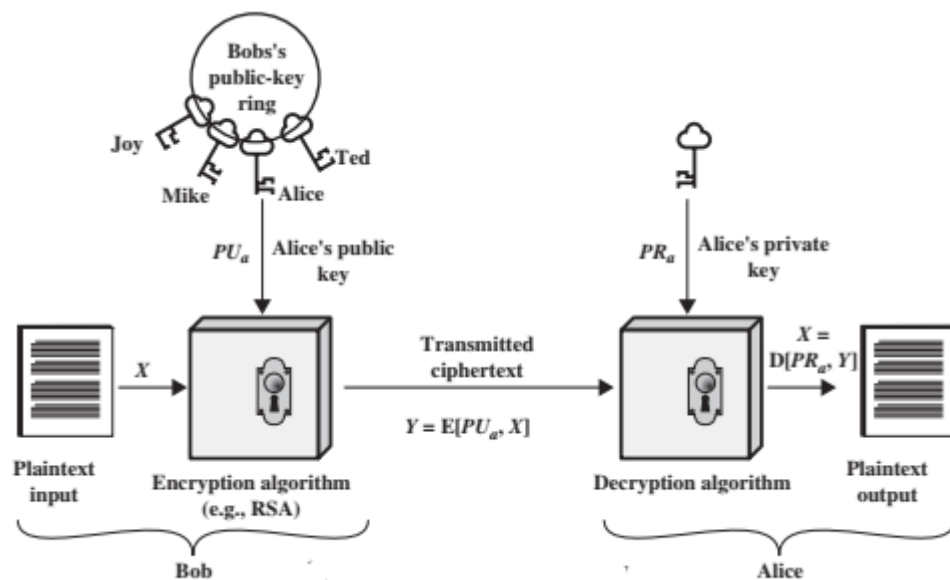 Bobs's
public-key
ring
Joy
Ted
Mike
Alice
PUa
Alice's public
key
PRa
Alice's private
key
X
Transmitted
ciphertext
X =
D[PRa, Y]
Y = E[PUa, X]
Plaintext
input
Encryption algorithm
(e.g., RSA)
Decryption algorithm
Plaintext
output
Bob
Alice